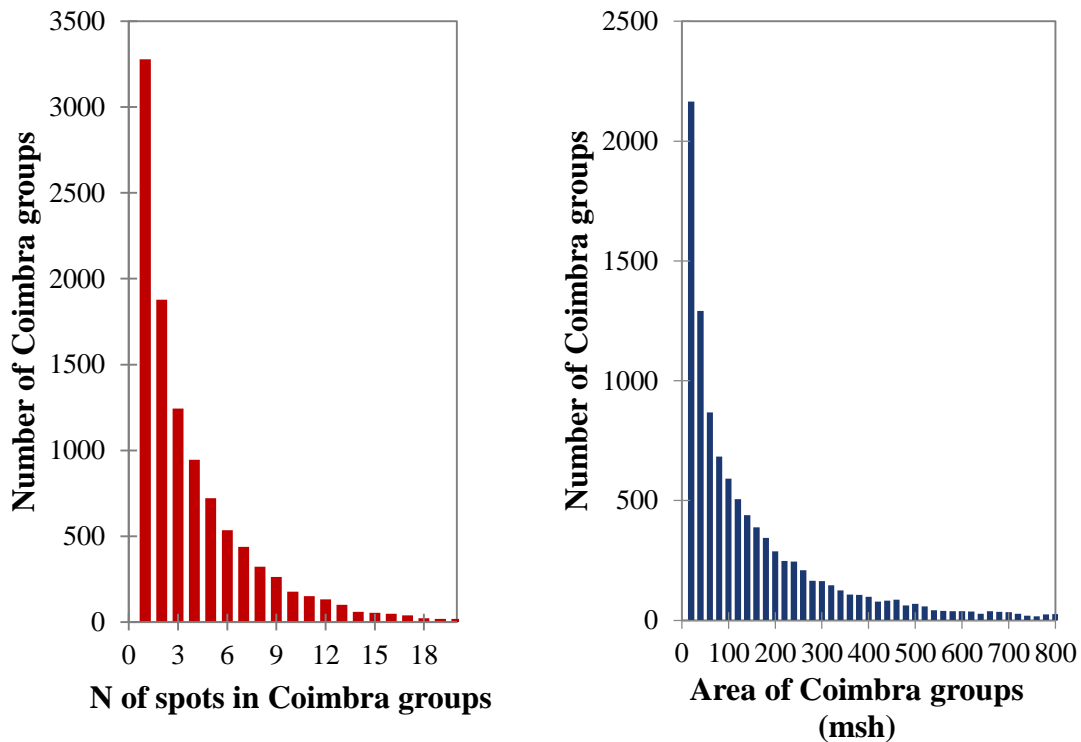 Number of Coimbra groups
3500
3000
2500
2000
1500
1000
500
0
0 3 6 9 12 15 18
N of spots in Coimbra groups
Number of Coimbra groups
2500
2000
1500
1000
500
0
0 100 200 300 400 500 600 700 800
Area of Coimbra groups
(msh)